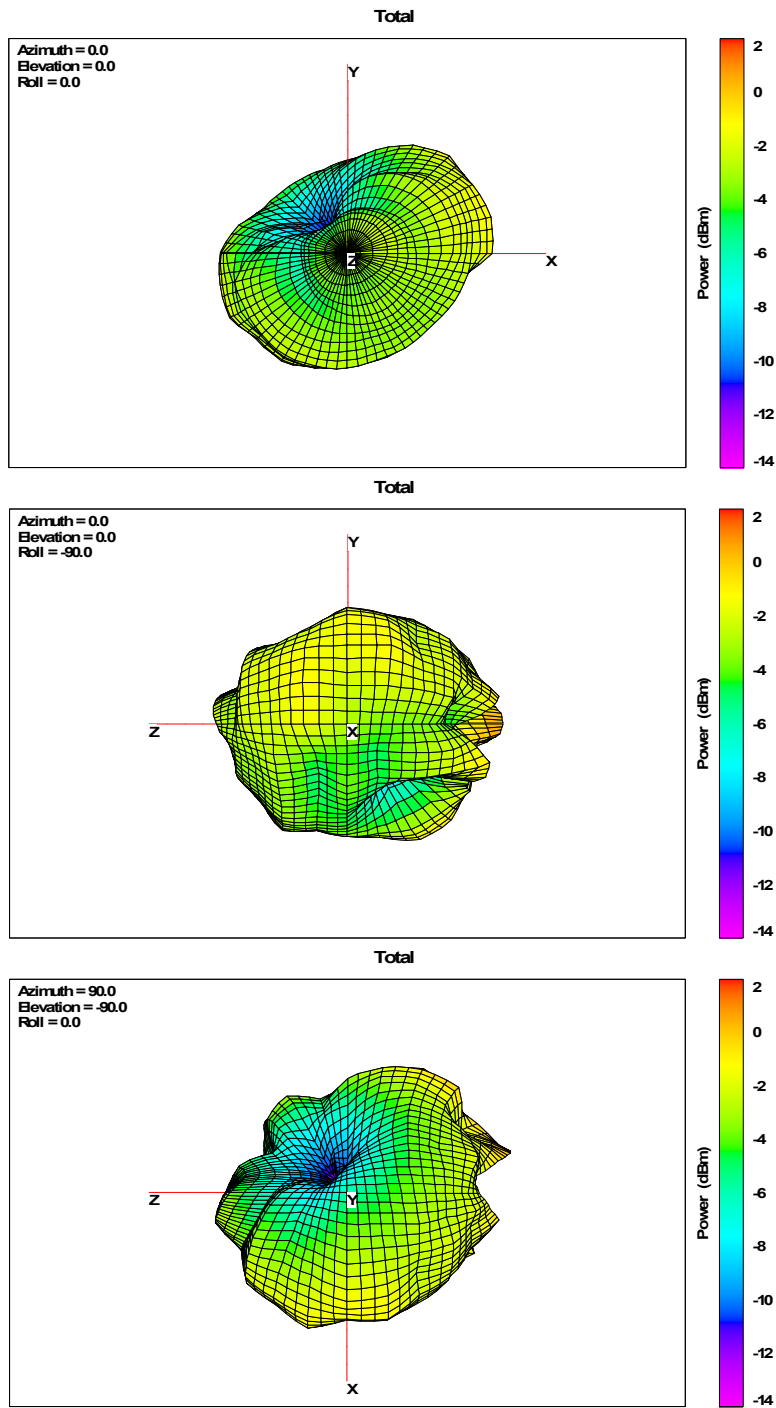 Total
Azimuth = 0.0
Elevation = 0.0
Roll = 0.0
Y
Z
X
Power (dBm)
2
0
-2
-4
-6
-8
-10
-12
-14
Total
Azimuth = 0.0
Elevation = 0.0
Roll = -90.0
Y
Z
X
Power (dBm)
2
0
-2
-4
-6
-8
-10
-12
-14
Total
Azimuth = 90.0
Elevation = -90.0
Roll = 0.0
Z
Y
X
Power (dBm)
2
0
-2
-4
-6
-8
-10
-12
-14